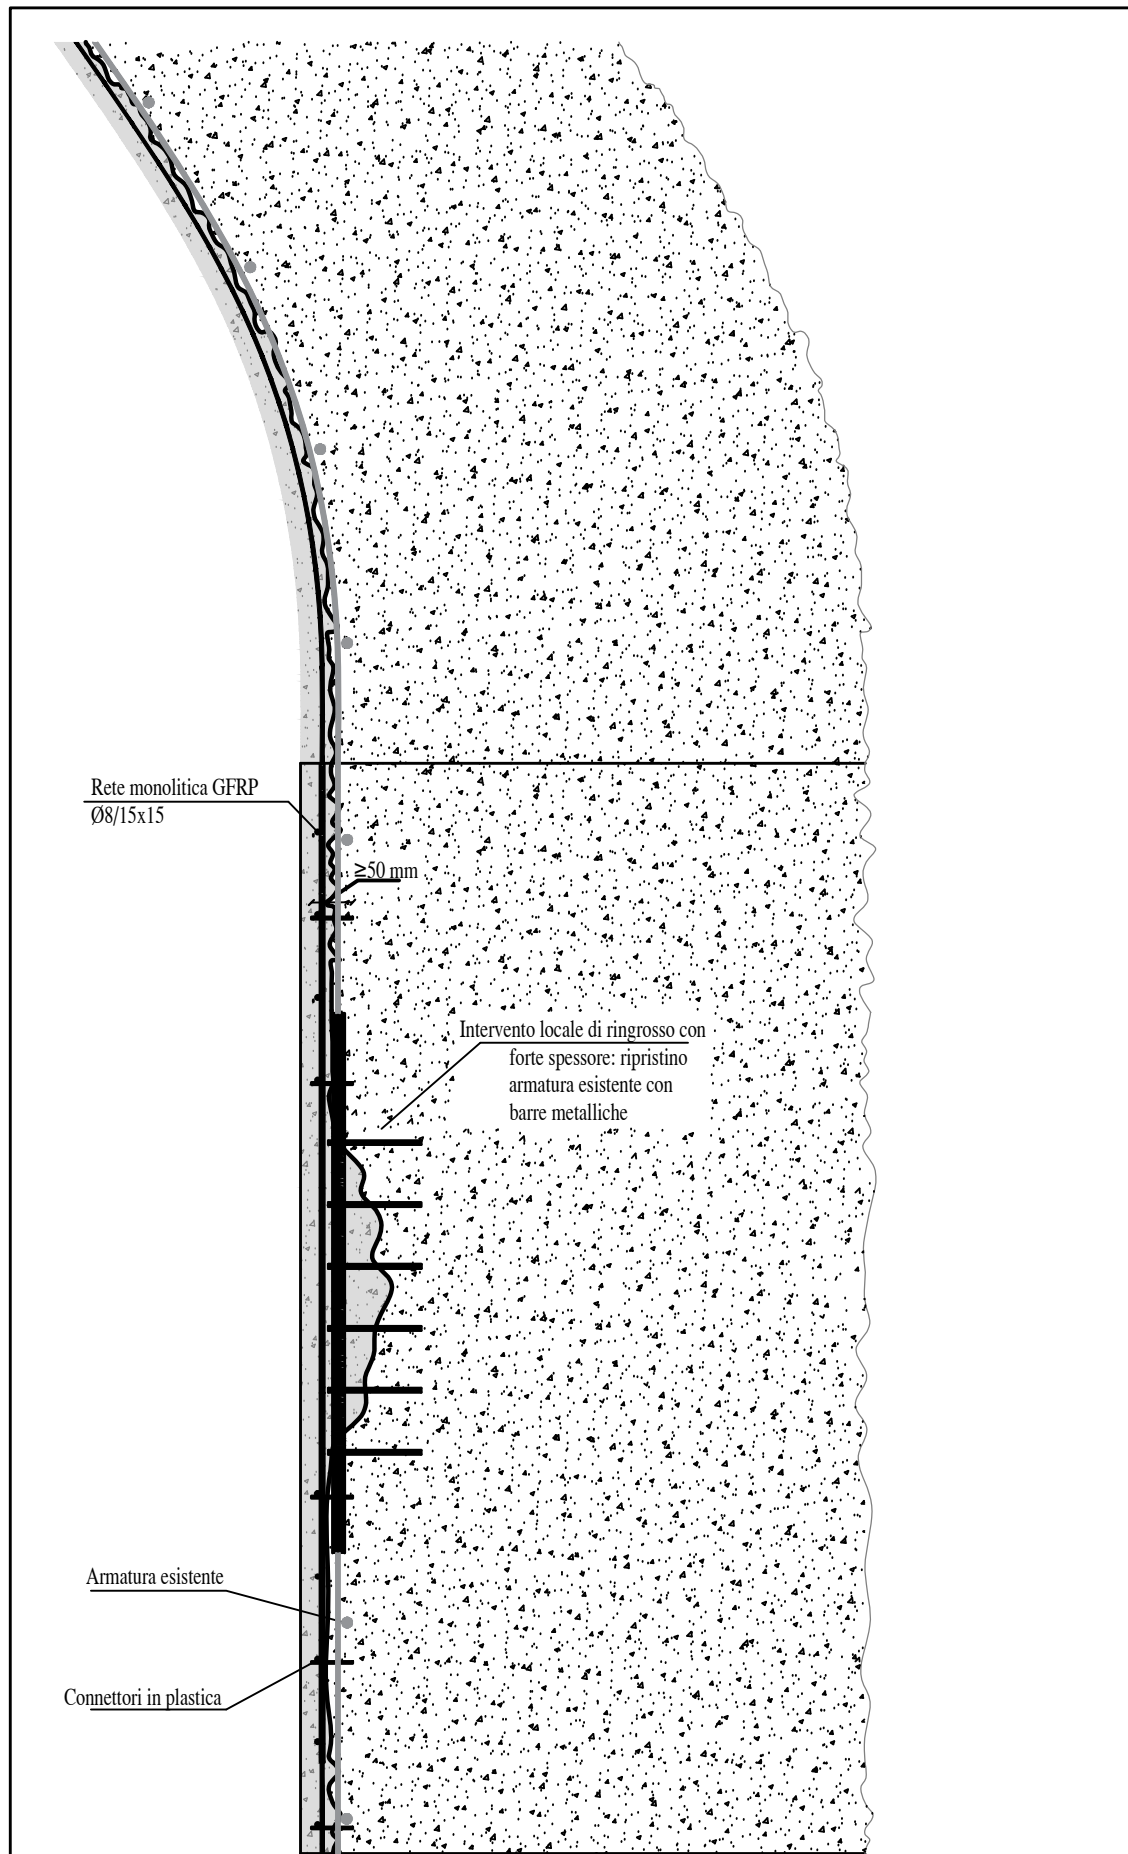 Rete monolitica GFRP
Ø8/15x15
≥50 mm
Intervento locale di ringrosso con
forte spessore: ripristino
armatura esistente con
barre metalliche
Armatura esistente
Connettori in plastica